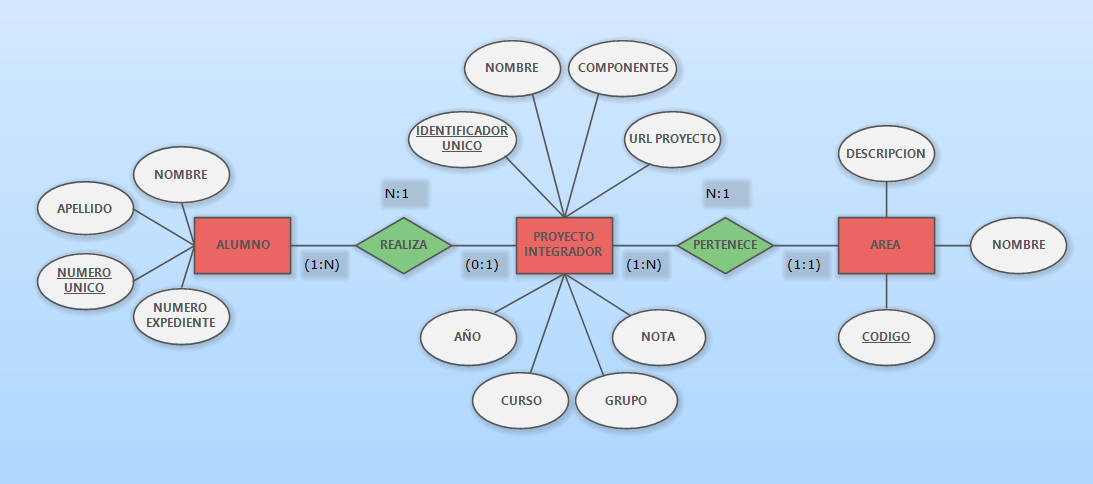 NOMBRE
COMPONENTES
IDENTIFICADOR
UNICO
URL PROYECTO
DESCRIPCION
NOMBRE
APELLIDO
N:1
N:1
ALUMNO
REALIZA
PROYECTO
INTEGRADOR
PERTENECE
AREA
NOMBRE
(1:N)
(0:1)
(1:N)
(1:1)
NUMERO
UNICO
NUMERO
EXPEDIENTE
AÑO
NOTA
CODIGO
CURSO
GRUPO